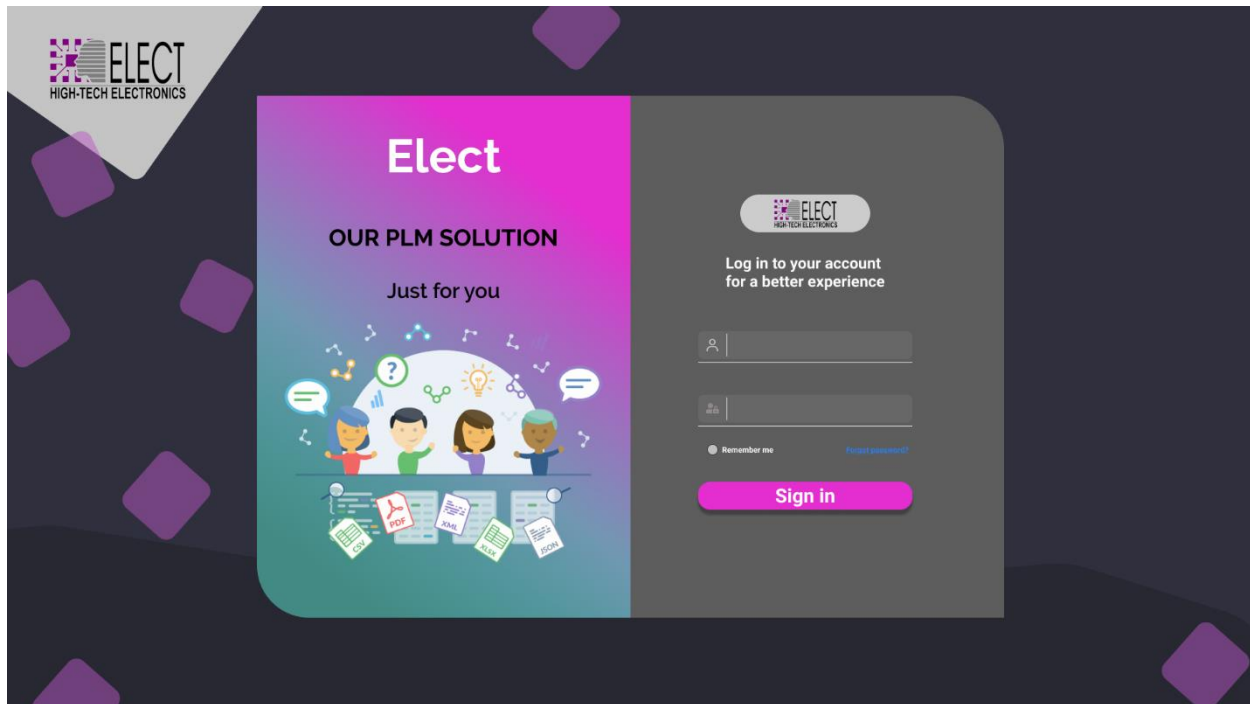 ELECT
HIGH-TECH ELECTRONICS
Elect
OUR PLM SOLUTION
Just for you
?
CSV
PDF
XML
XLSX
JSON
ELECT
HIGH-TECH ELECTRONICS
Log in to your account
for a better experience
Remember me
Forgot password?
Sign in